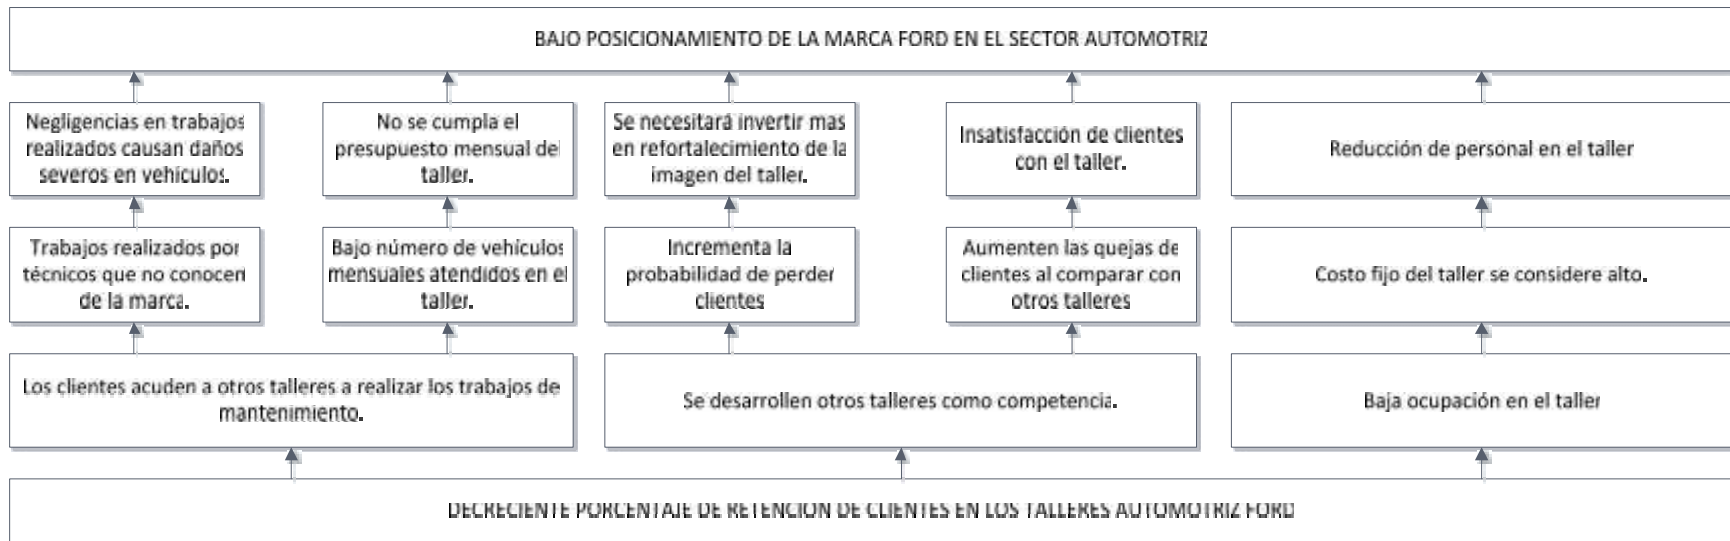 BAJO POSICIONAMIENTO DE LA MARCA FORD EN EL SECTOR AUTOMOTRIZ
Negligencias en trabajos
realizados causan daños
severos en vehículos.
No se cumpla el
presupuesto mensual del
taller.
Se necesitará invertir mas
en refortalecimiento de la
imagen del taller.
Insatisfacción de clientes
con el taller.
Reducción de personal en el taller
Trabajos realizados por
técnicos que no conocen
de la marca.
Bajo número de vehículos
mensuales atendidos en el
taller.
Incrementa la
probabilidad de perder
clientes
Aumenten las quejas de
clientes al comparar con
otros talleres
Costo fijo del taller se considere alto.
Los clientes acuden a otros talleres a realizar los trabajos de
mantenimiento.
Se desarrollen otros talleres como competencia.
Baja ocupación en el taller
DECRECIENTE PORCENTAJE DE RETENCION DE CLIENTES EN LOS TALLERES AUTOMOTRIZ FORD